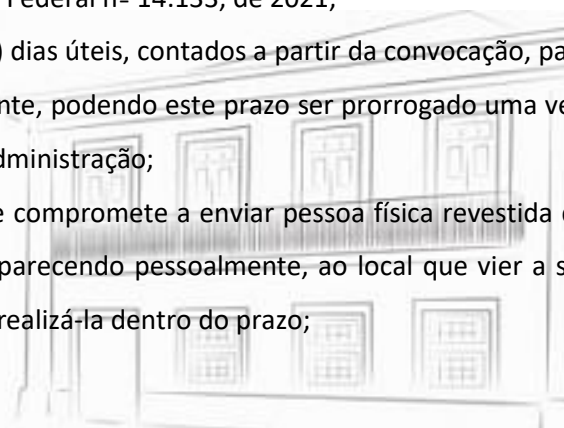 Federal nº 14.133, de 2021;
) dias úteis, contados a partir da convocação, pa
nte, podendo este prazo ser prorrogado uma ve
dministração;
e compromete a enviar pessoa física revestida
parecendo pessoalmente, ao local que vier a s
realizá-la dentro do prazo;